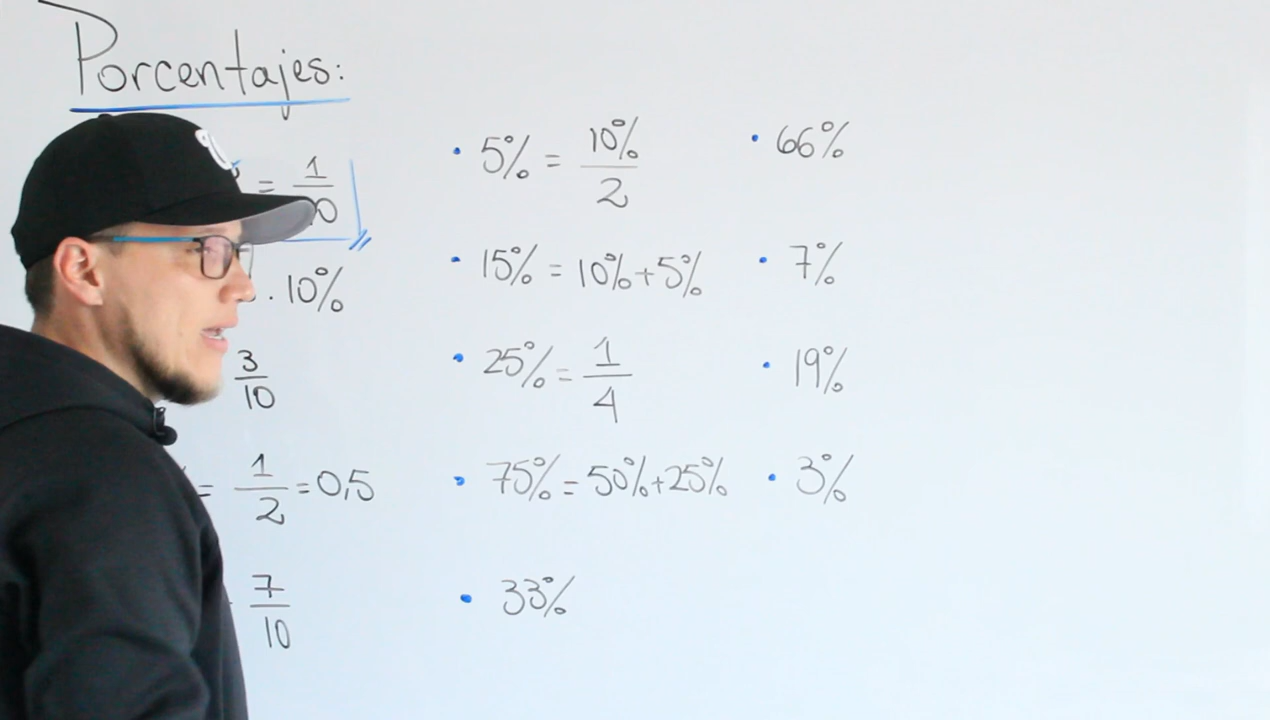 Porcentajes:
= 1/
. 10%
3/10
= 1/2 = 0,5
7/10
• 5% = 10%/2
• 15% = 10% + 5%
• 25% = 1/4
• 75% = 50% + 25%
• 33%
• 66%
• 7%
• 19%
• 3%